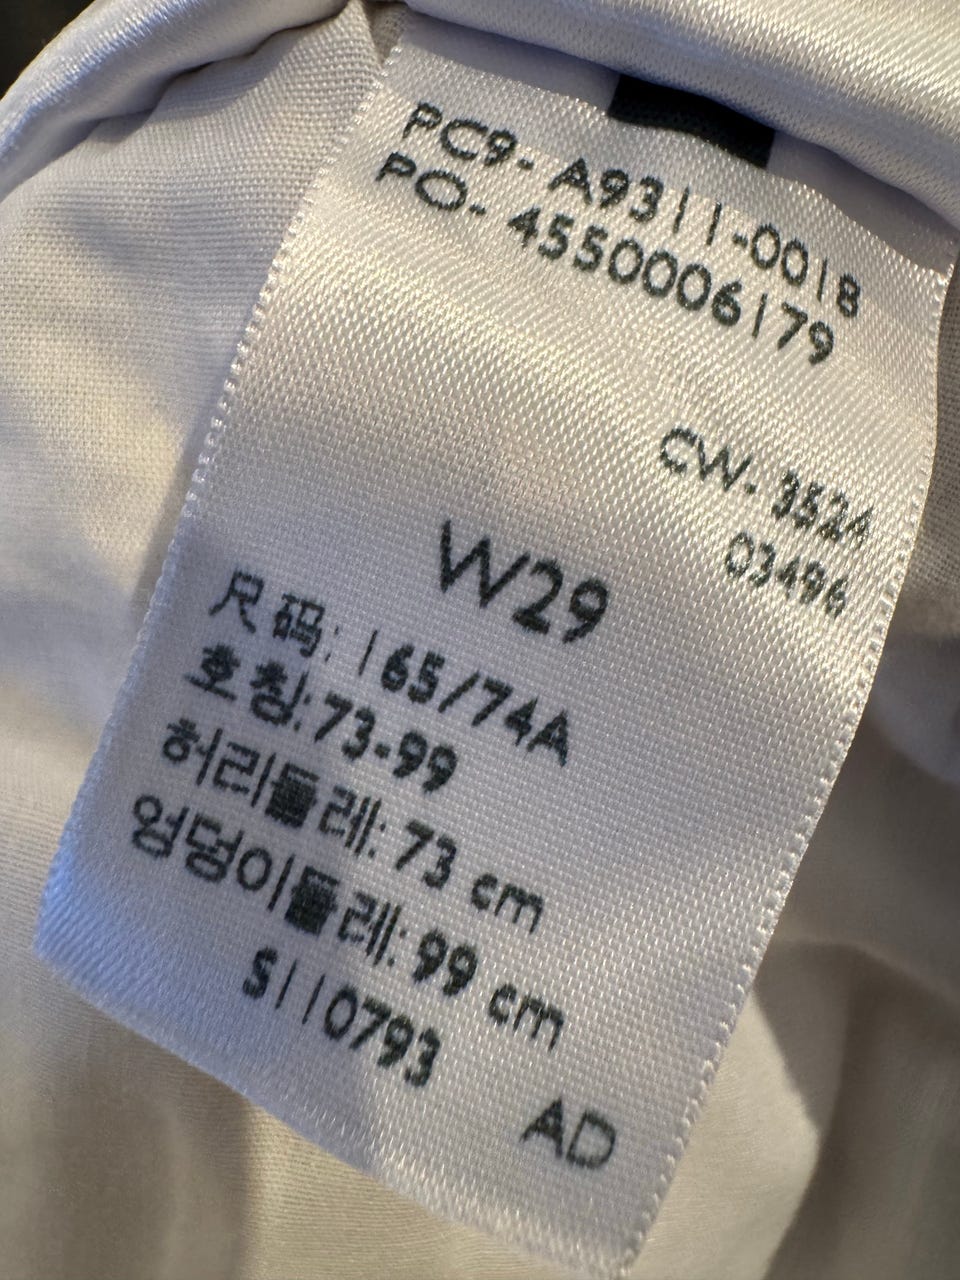 PC9- A9311-0018
PO- 4550006179
CW- 3524
03496
W29
尺码: 165/74A
호칭: 73-99
허리둘레: 73 cm
엉덩이둘레: 99 cm
S110793
AD